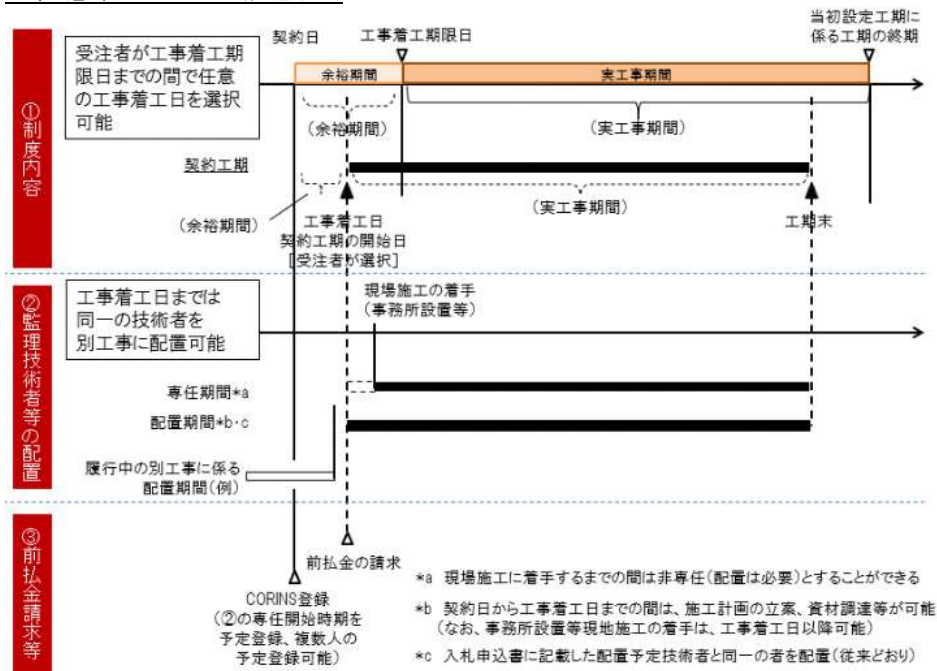 ①制度内容
受注者が工事着工期
限日までの間で任意
の工事着工日を選択
可能
契約日
工事着工期限日
当初設定工期に
係る工期の終期
余裕期間
実工事期間
(余裕期間)
(実工事期間)
契約工期
(余裕期間)
(実工事期間)
工事着工日
契約工期の開始日
[受注者が選択]
工期末
②監理技術者等の配置
工事着工日までは
同一の技術者を
別工事に配置可能
現場施工の着手
(事務所設置等)
専任期間*a
配置期間*b・c
履行中の別工事に係る
配置期間(例)
③前払金請求等
前払金の請求
CORINS登録
(②の専任開始時期を
予定登録、複数人の
予定登録可能)
*a 現場施工に着手するまでの間は非専任(配置は必要)とすることができる
*b 契約日から工事着工日までの間は、施工計画の立案、資材調達等が可能
(なお、事務所設置等現地施工の着手は、工事着工日以降可能)
*c 入札申込書に記載した配置予定技術者と同一の者を配置(従来どおり)